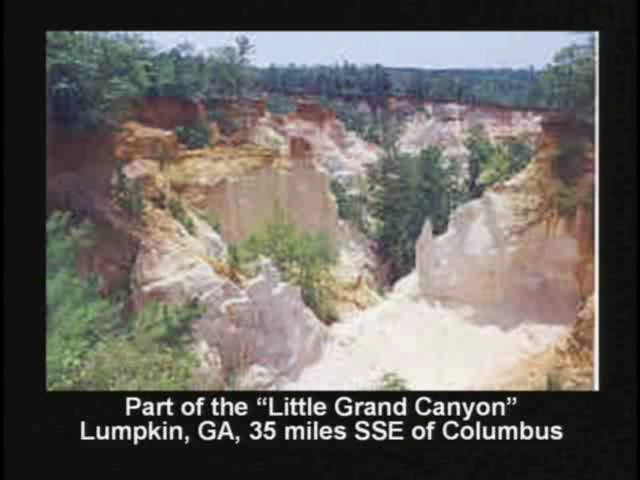 Part of the “Little Grand Canyon”
Lumpkin, GA, 35 miles SSE of Columbus